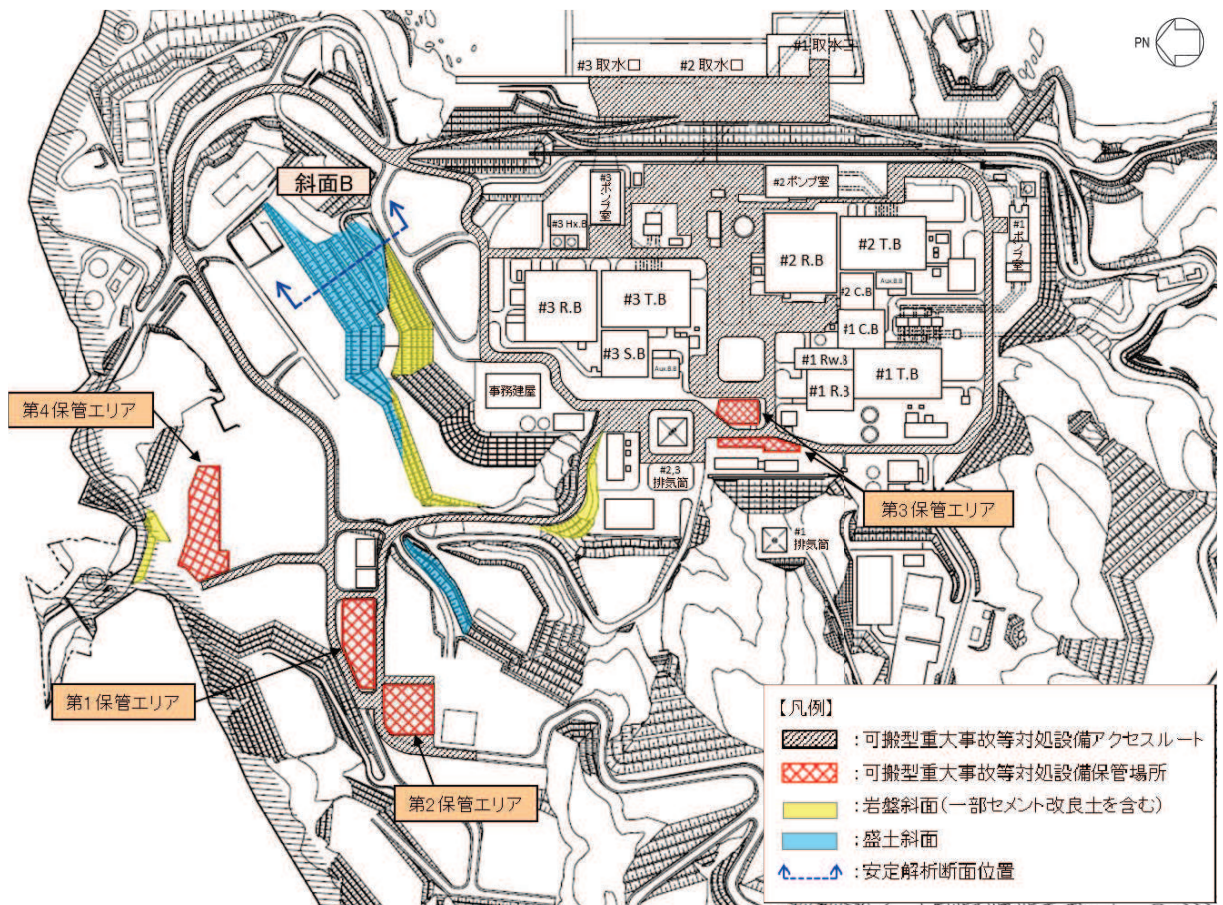 PN
#1 取水口
#3 取水口
#2 取水口
斜面B
#3 ポンプ室
#2 ポンプ室
#3 Hx.B
#1 ポンプ室
#2 R.B
#2 T.B
#3 R.B
#3 T.B
#2 C.B
Aux.B.B
#1 C.B
#3 S.B
Aux.B.B
#1 Rw.B
#1 R.B
#1 T.B
事務建屋
第4保管エリア
#2,3
排気筒
第3保管エリア
#1
排気筒
第1保管エリア
第2保管エリア
【凡例】
:可搬型重大事故等対処設備アクセスルート
:可搬型重大事故等対処設備保管場所
:岩盤斜面(一部セメント改良土を含む)
:盛土斜面
:安定解析断面位置